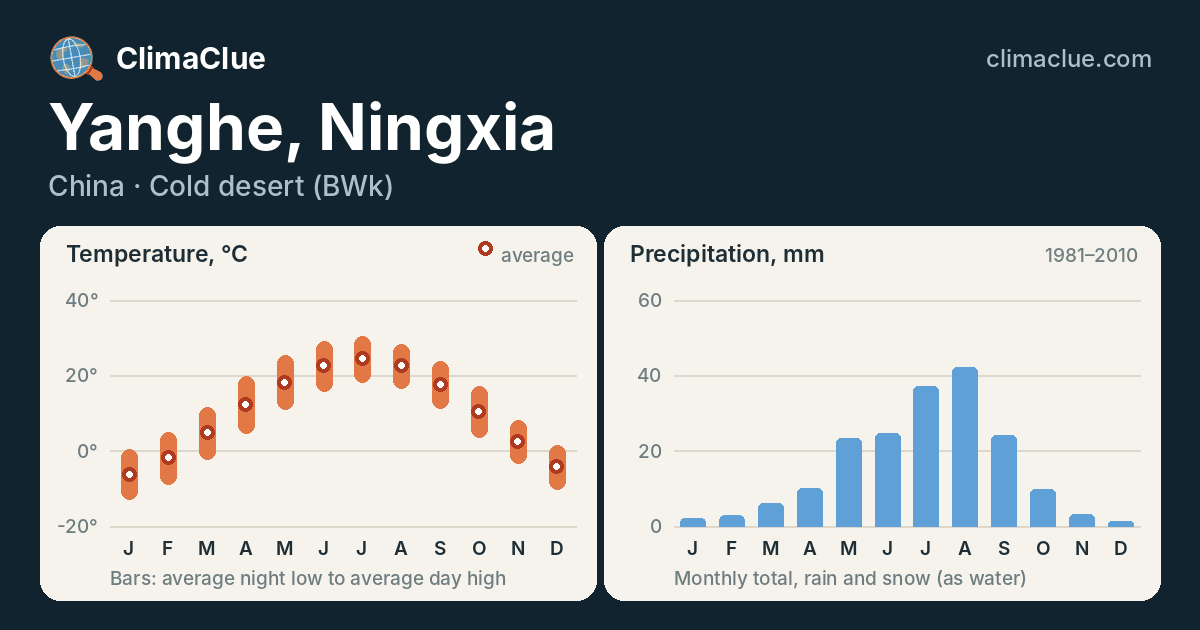 ClimaClue
climaclue.com
Yanghe, Ningxia
China · Cold desert (BWk)
Temperature, °C
average
40°
20°
0°
-20°
J F M A M J J A S O N D
Bars: average night low to average day high
Precipitation, mm
1981–2010
60
40
20
0
J F M A M J J A S O N D
Monthly total, rain and snow (as water)